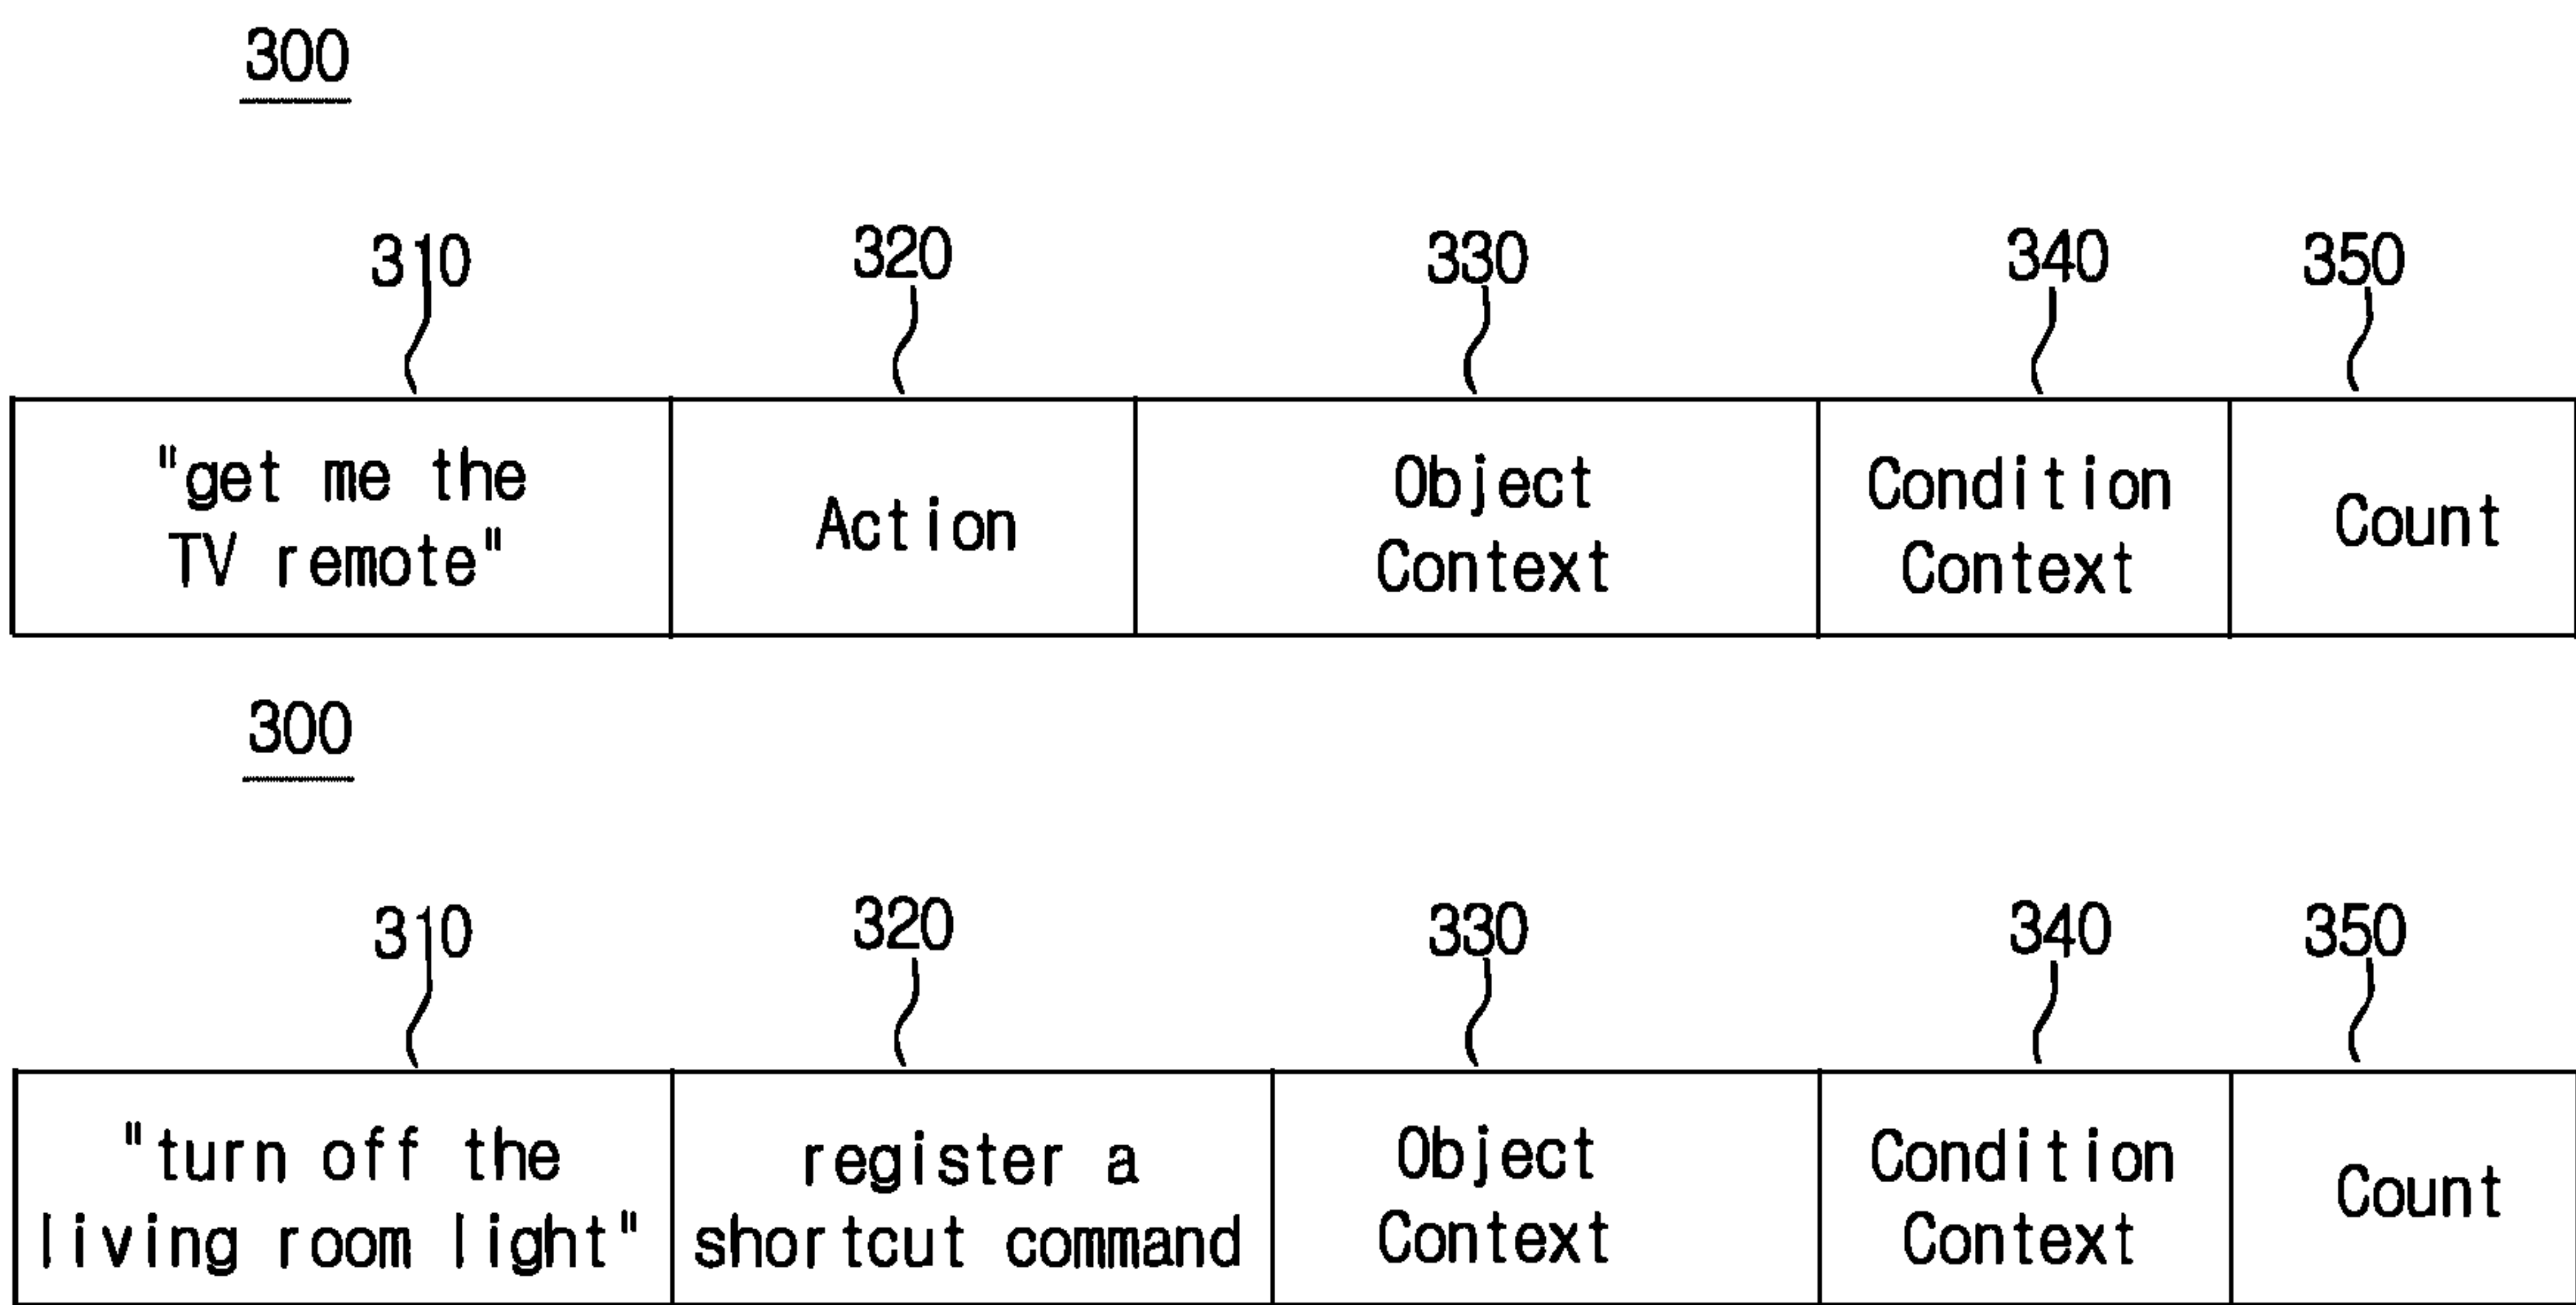 300
310 320 330 340 350
"get me the
TV remote"
Action
Object
Context
Condition
Context
Count
300
310 320 330 340 350
"turn off the
living room light"
register a
shortcut command
Object
Context
Condition
Context
Count